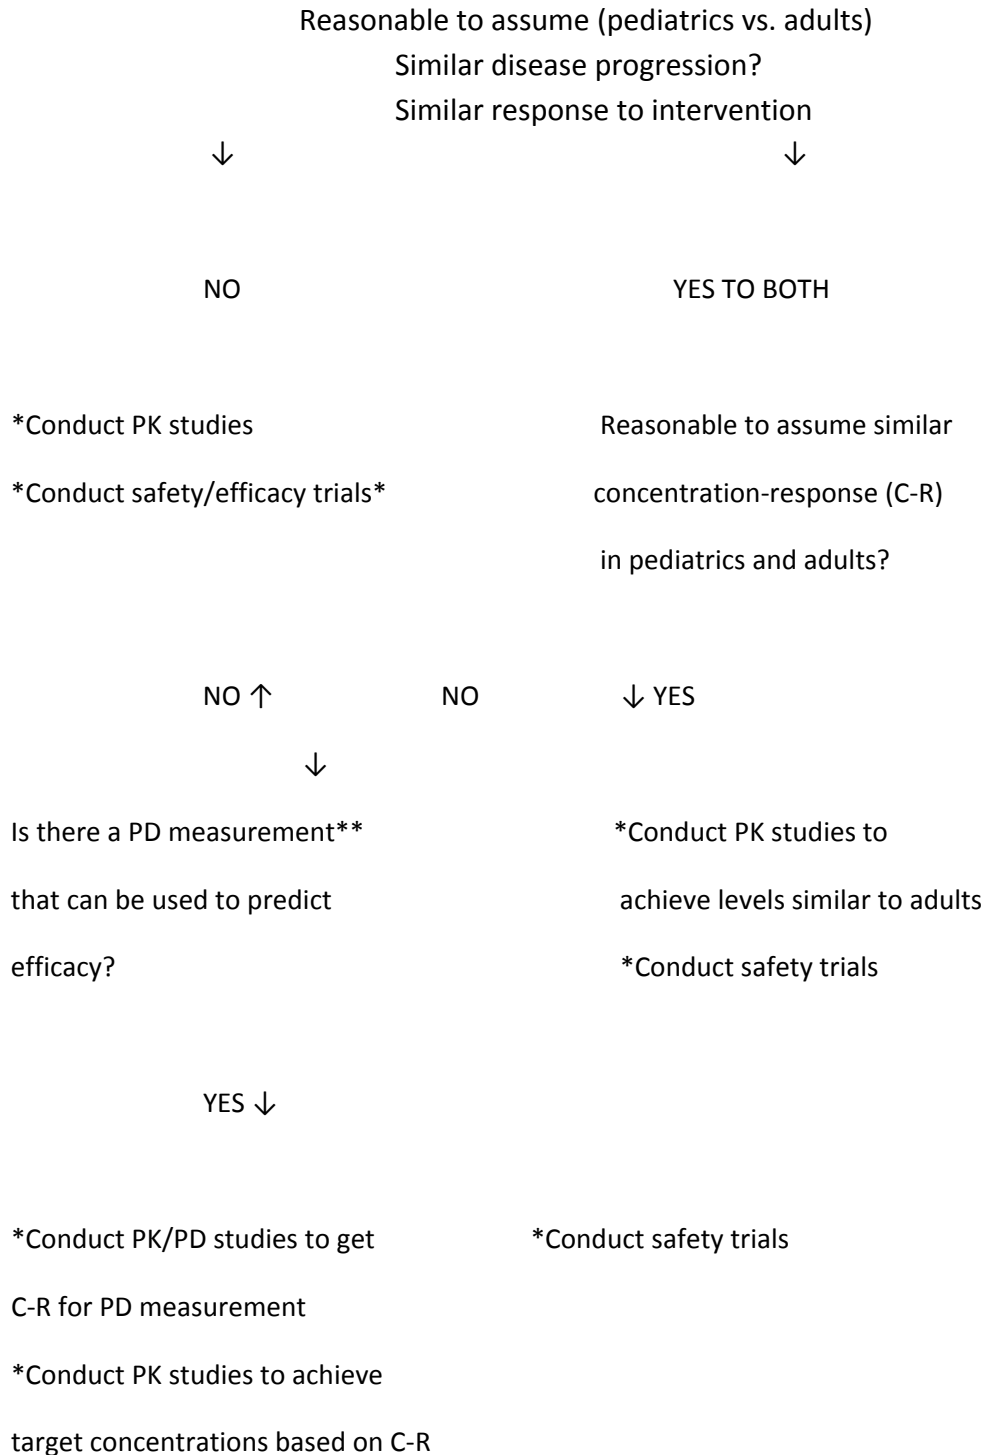 Reasonable to assume (pediatrics vs. adults)
Similar disease progression?
Similar response to intervention
↓ ↓
NO YES TO BOTH
*Conduct PK studies Reasonable to assume similar
*Conduct safety/efficacy trials* concentration-response (C-R)
in pediatrics and adults?
NO ↑ NO ↓ YES
↓
Is there a PD measurement** *Conduct PK studies to
that can be used to predict achieve levels similar to adults
efficacy? *Conduct safety trials
YES ↓
*Conduct PK/PD studies to get *Conduct safety trials
C-R for PD measurement
*Conduct PK studies to achieve
target concentrations based on C-R